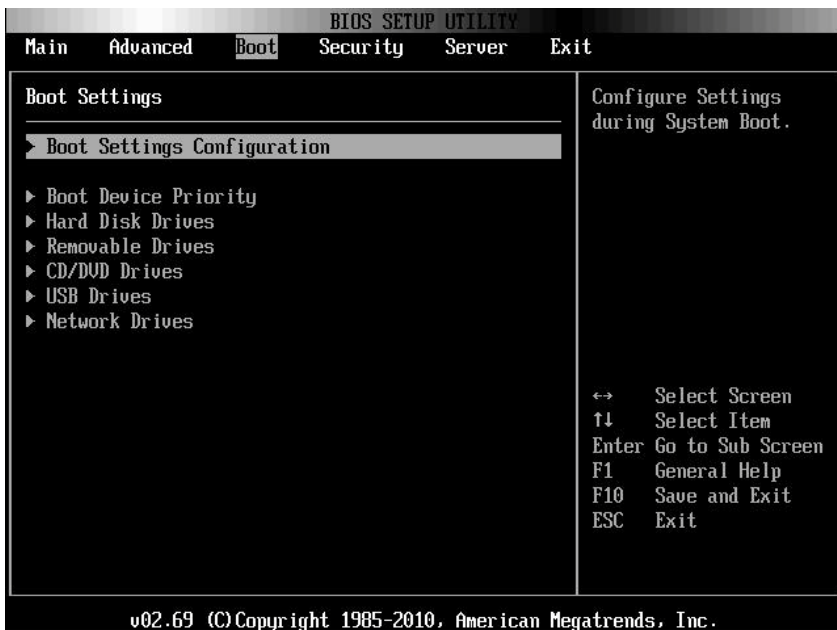 BIOS SETUP UTILITY
Main Advanced Boot Security Server Exit
Boot Settings
Boot Settings Configuration
Boot Device Priority
Hard Disk Drives
Removable Drives
CD/DVD Drives
USB Drives
Network Drives
Configure Settings
during System Boot.
↔ Select Screen
↑↓ Select Item
Enter Go to Sub Screen
F1 General Help
F10 Save and Exit
ESC Exit
v02.69 (C)Copyright 1985-2010, American Megatrends, Inc.